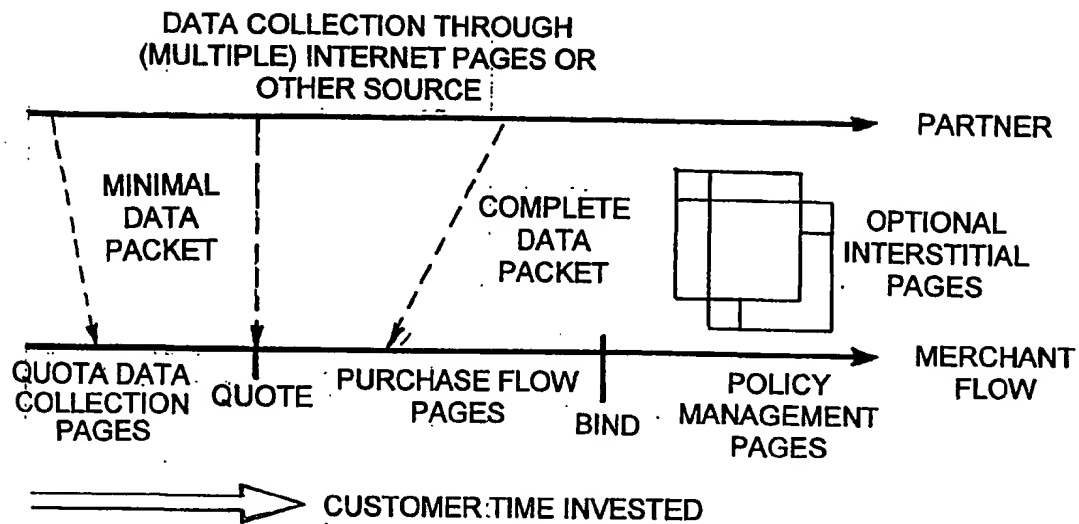 DATA COLLECTION THROUGH
(MULTIPLE) INTERNET PAGES OR
OTHER SOURCE
PARTNER
MINIMAL
DATA
PACKET
COMPLETE
DATA
PACKET
OPTIONAL
INTERSTITIAL
PAGES
MERCHANT
FLOW
QUOTA DATA
COLLECTION
PAGES
QUOTE
PURCHASE FLOW
PAGES
BIND
POLICY
MANAGEMENT
PAGES
CUSTOMER TIME INVESTED